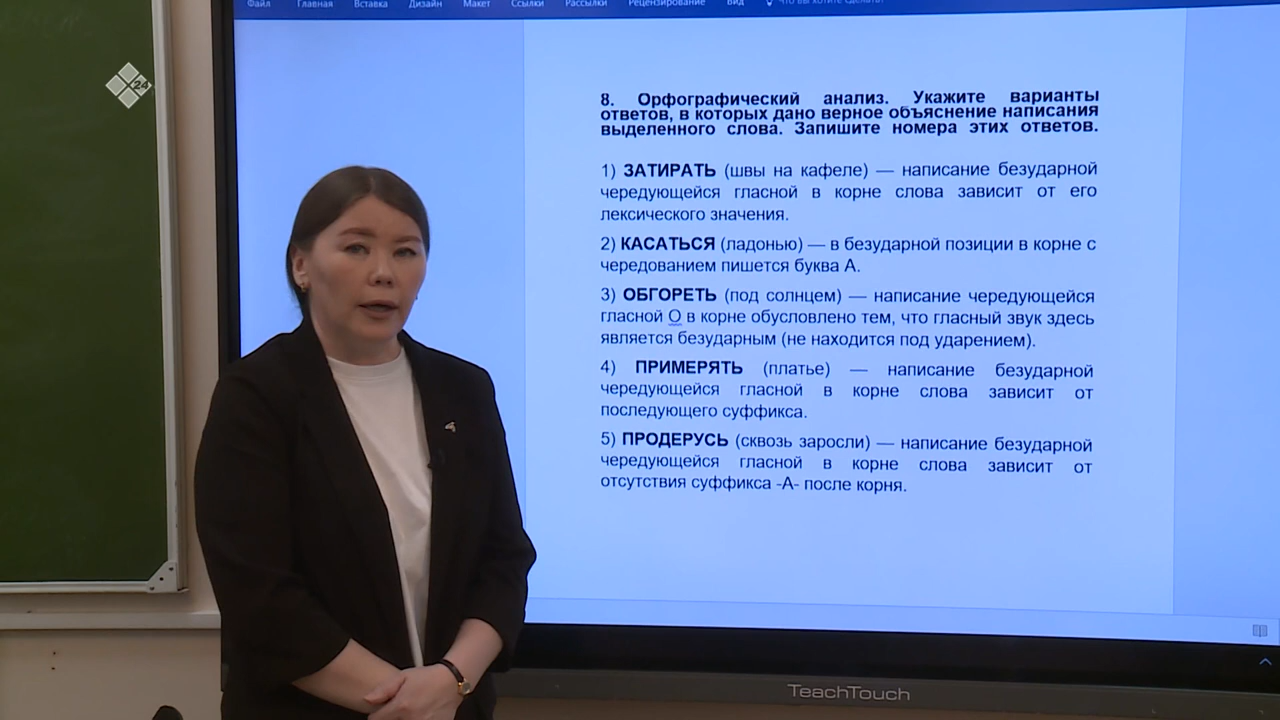 Файл Главная Вставка Дизайн Макет Ссылки Рассылки Рецензирование Вид Что вы хотите сделать?
X24
8. Орфографический анализ. Укажите варианты
ответов, в которых дано верное объяснение написания
выделенного слова. Запишите номера этих ответов.
1) ЗАТИРАТЬ (швы на кафеле) — написание безударной
чередующейся гласной в корне слова зависит от его
лексического значения.
2) КАСАТЬСЯ (ладонью) — в безударной позиции в корне с
чередованием пишется буква А.
3) ОБГОРЕТЬ (под солнцем) — написание чередующейся
гласной О в корне обусловлено тем, что гласный звук здесь
является безударным (не находится под ударением).
4) ПРИМЕРЯТЬ (платье) — написание безударной
чередующейся гласной в корне слова зависит от
последующего суффикса.
5) ПРОДЕРУСЬ (сквозь заросли) — написание безударной
чередующейся гласной в корне слова зависит от
отсутствия суффикса -А- после корня.
TeachTouch